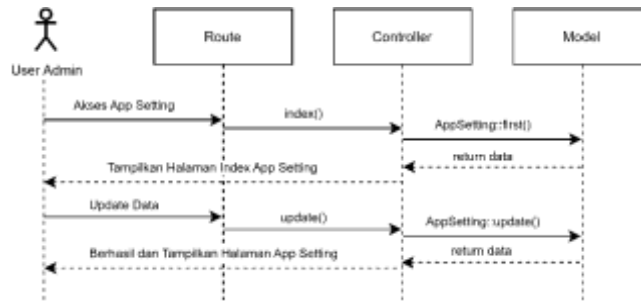 Route
Controller
Model
User Admin
Akses App Setting
index()
AppSetting::first()
return data
Tampilkan Halaman Index App Setting
Update Data
update()
AppSetting::update()
return data
Berhasil dan Tampilkan Halaman App Setting